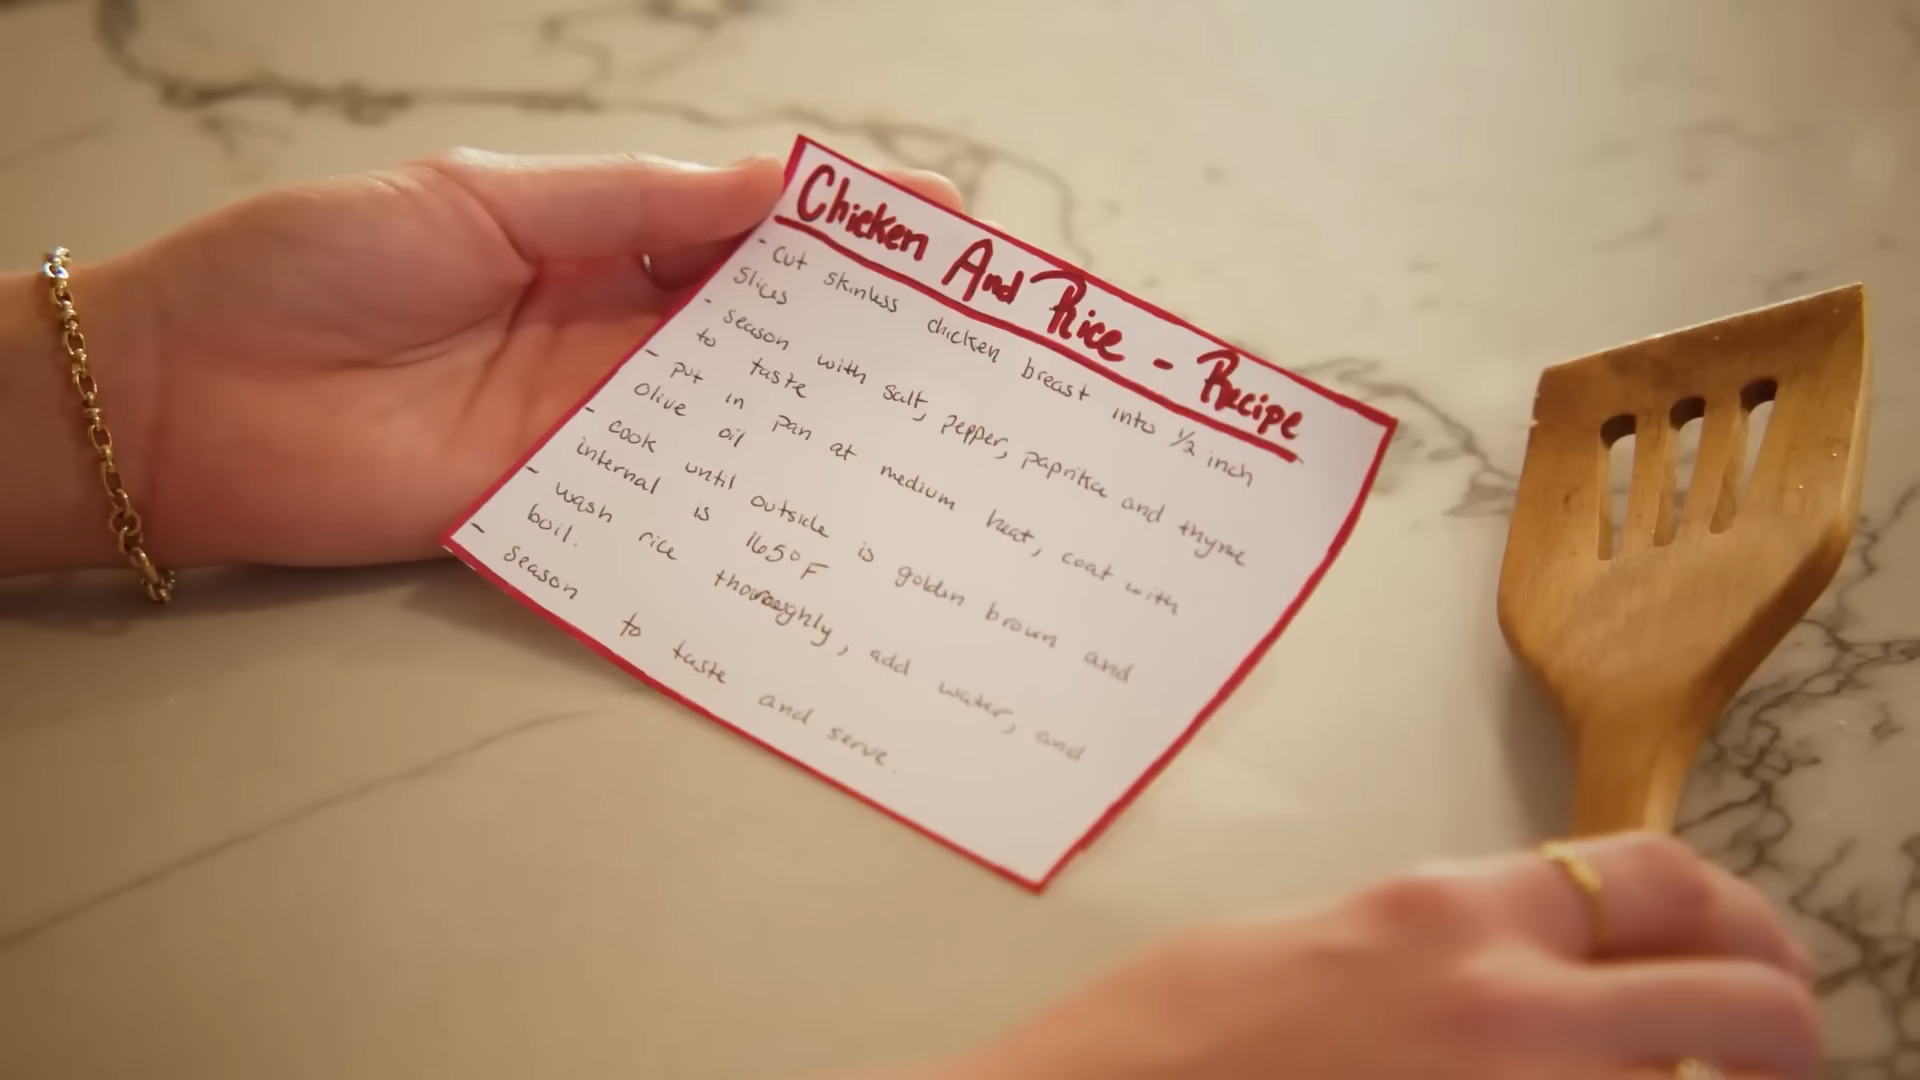 Chicken And Rice - Recipe
- cut skinless chicken breast into 1/2 inch
slices
- season with salt, pepper, paprika and thyme
to taste
- put in pan at medium heat, coat with
olive oil
- cook until outside is golden brown and
internal is 165°F
- wash rice thoroughly, add water, and
boil.
- season to taste and serve.